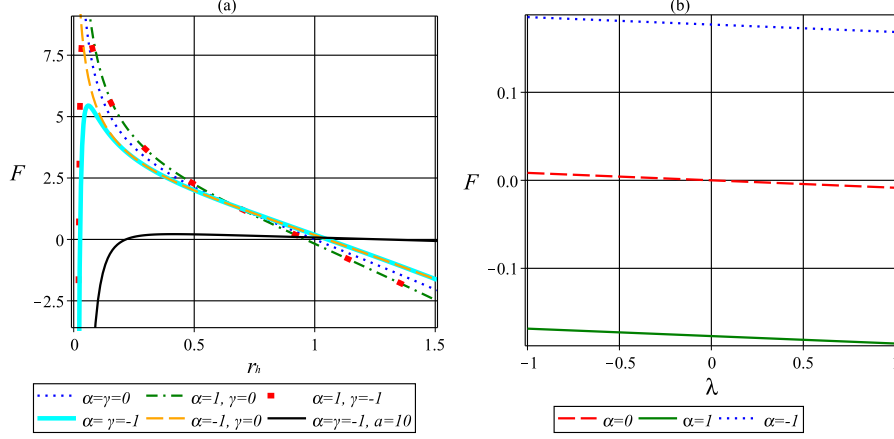 (a)
7.5
5
2.5
0
−2.5
F
0
0.5
1
1.5
r_h
α=γ=0
α=1, γ=0
α=1, γ=-1
α= γ=-1
α=-1, γ=0
α=γ=-1, a=10
(b)
0.1
0.0
−0.1
F
−1
−0.5
0
0.5
1
λ
α=0
α=1
α=-1